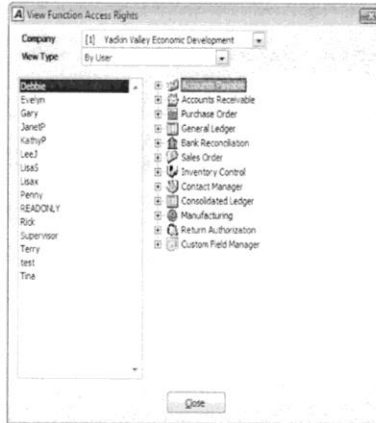 View Function Access Rights
Company [1] Yadkin Valley Economic Development
View Type By User
Debbie
Evelyn
Gary
JanetP
KathyP
LeeJ
LisaS
Lisax
Penny
READONLY
Rick
Supervisor
Terry
test
Tina
Accounts Payable
Accounts Receivable
Purchase Order
General Ledger
Bank Reconciliation
Sales Order
Inventory Control
Contact Manager
Consolidated Ledger
Manufacturing
Return Authorization
Custom Field Manager
Close